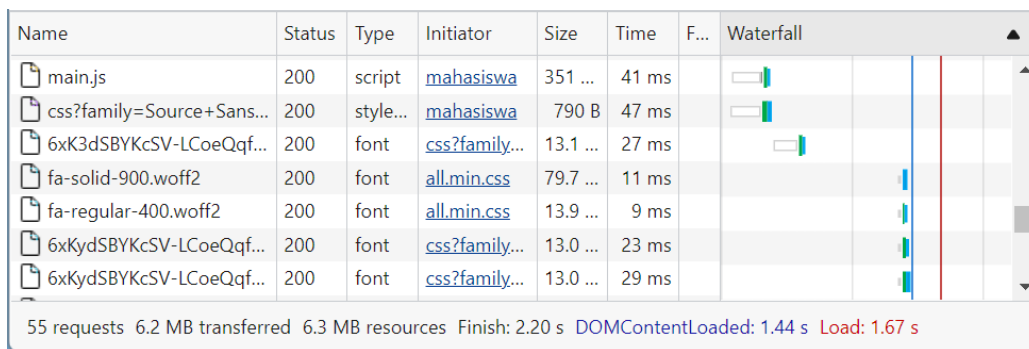 Name Status Type Initiator Size Time F... Waterfall
main.js 200 script mahasiswa 351 ... 41 ms
css?family=Source+Sans... 200 style... mahasiswa 790 B 47 ms
6xK3dSBYKcSV-LCoeQqf... 200 font css?family... 13.1 ... 27 ms
fa-solid-900.woff2 200 font all.min.css 79.7 ... 11 ms
fa-regular-400.woff2 200 font all.min.css 13.9 ... 9 ms
6xKydSBYKcSV-LCoeQqf... 200 font css?family... 13.0 ... 23 ms
6xKydSBYKcSV-LCoeQqf... 200 font css?family... 13.0 ... 29 ms
55 requests 6.2 MB transferred 6.3 MB resources Finish: 2.20 s DOMContentLoaded: 1.44 s Load: 1.67 s